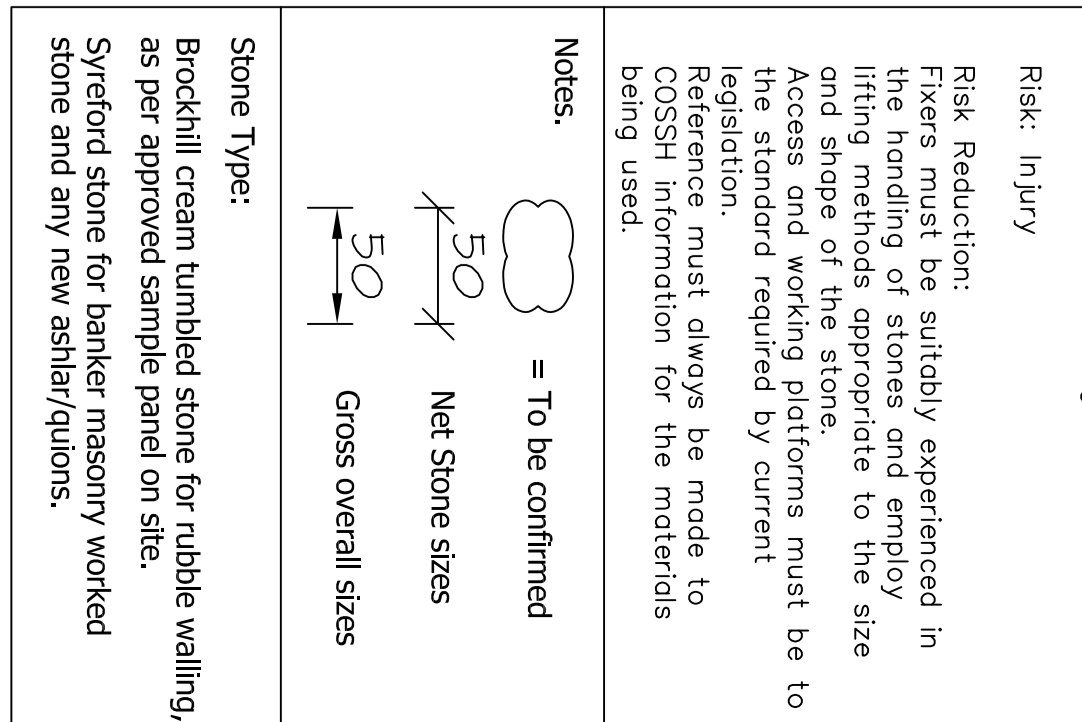 Risk: Injury
Risk Reduction:
Fixers must be suitably experienced in
the handling of stones and employ
lifting methods appropriate to the size
and shape of the stone.
Access and working platforms must be to
the standard required by current
legislation.
Reference must always be made to
COSSH information for the materials
being used.
Notes.
= To be confirmed
50
Net Stone sizes
50
Gross overall sizes
Stone Type:
Brockhill cream tumbled stone for rubble walling,
as per approved sample panel on site.
Syreford stone for banker masonry worked
stone and any new ashlar/quions.